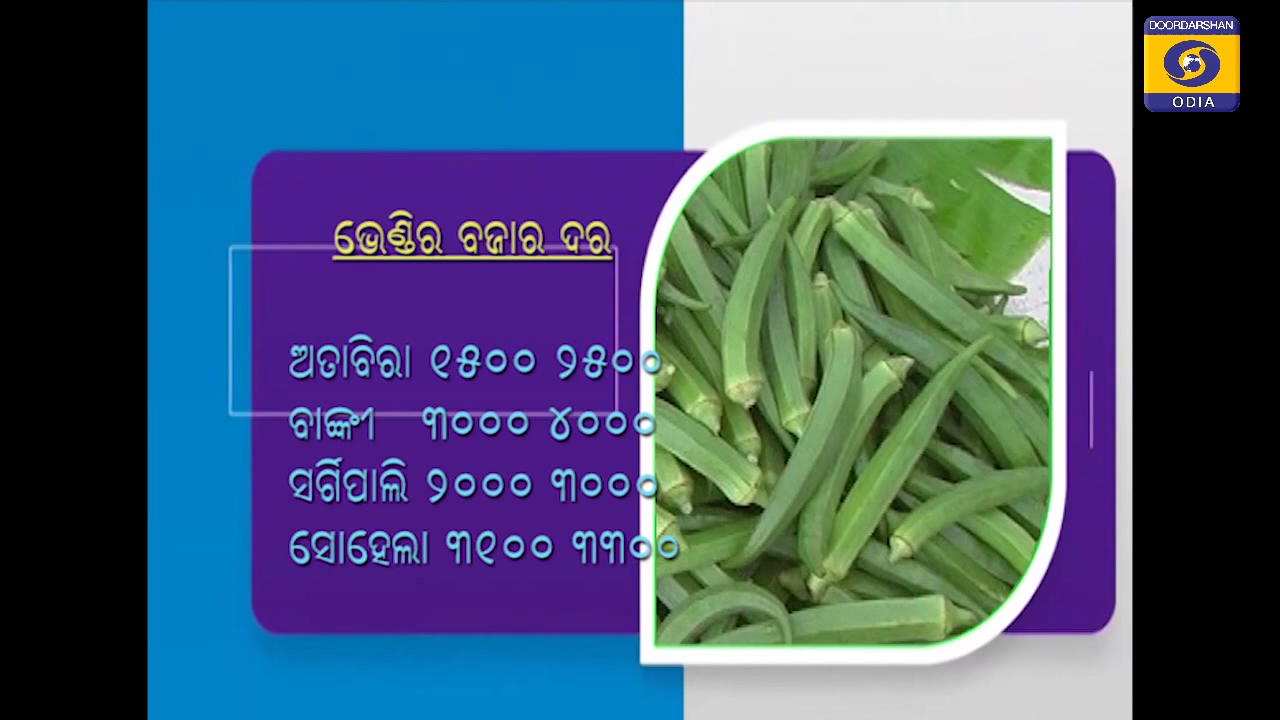 DOORDARSHAN
ODIA
ଭେଣ୍ଡିର ବଜାର ଦର
ଅତାବିରା ୧୫୦୦ ୨୫୦୦
ବାଙ୍କୀ ୩୦୦୦ ୪୦୦୦
ସର୍ଗିପାଲି ୨୦୦୦ ୩୦୦୦
ସୋହେଲା ୩୧୦୦ ୩୩୦୦